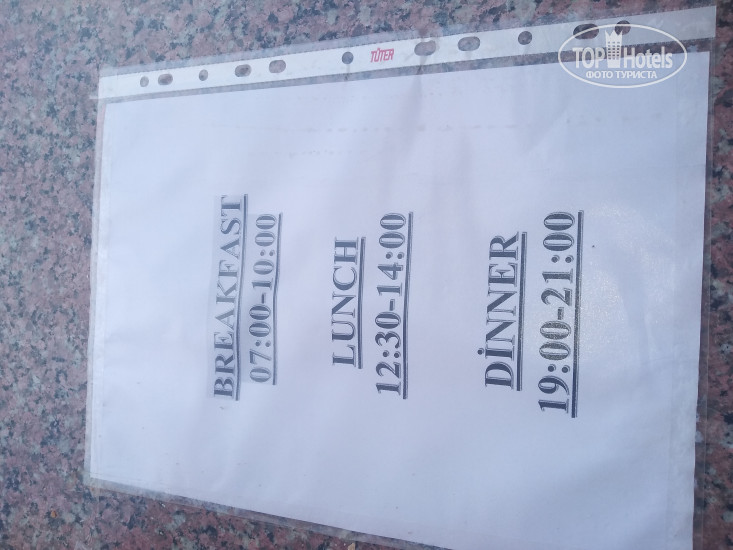 BREAKFAST
07:00-10:00
LUNCH
12:30-14:00
DİNNER
19:00-21:00
TÜTER
TOP Hotels
ФОТО ТУРИСТА